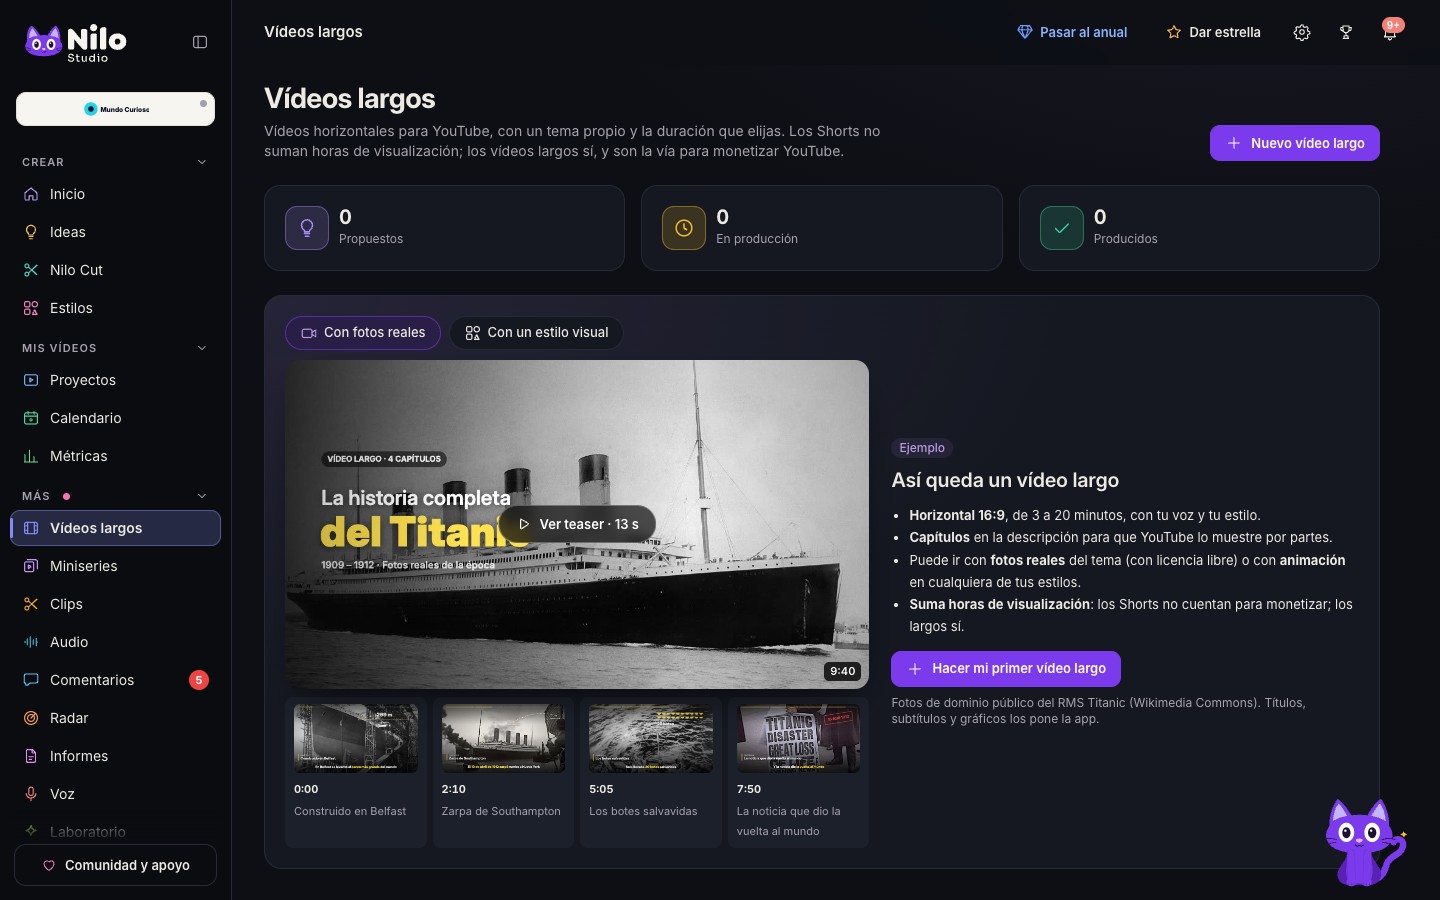 Nilo
Studio
Mundo Curioso
CREAR
Inicio
Ideas
Nilo Cut
Estilos
MIS VÍDEOS
Proyectos
Calendario
Métricas
MÁS
Vídeos largos
Miniseries
Clips
Audio
Comentarios
5
Radar
Informes
Voz
Laboratorio
Comunidad y apoyo
Vídeos largos
Pasar al anual
Dar estrella
9+
Vídeos largos
Vídeos horizontales para YouTube, con un tema propio y la duración que elijas. Los Shorts no
suman horas de visualización; los vídeos largos sí, y son la vía para monetizar YouTube.
Nuevo vídeo largo
0
Propuestos
0
En producción
0
Producidos
Con fotos reales
Con un estilo visual
VÍDEO LARGO · 4 CAPÍTULOS
La historia completa
del Titanic
1909 – 1912 · Fotos reales de la época
Ver teaser · 13 s
9:40
TITANIC
DISASTER
GREAT LOSS
0:00
Construido en Belfast
2:10
Zarpa de Southampton
5:05
Los botes salvavidas
7:50
La noticia que dio la
vuelta al mundo
Ejemplo
Así queda un vídeo largo
Horizontal 16:9, de 3 a 20 minutos, con tu voz y tu estilo.
Capítulos en la descripción para que YouTube lo muestre por partes.
Puede ir con fotos reales del tema (con licencia libre) o con animación
en cualquiera de tus estilos.
Suma horas de visualización: los Shorts no cuentan para monetizar; los
largos sí.
Hacer mi primer vídeo largo
Fotos de dominio público del RMS Titanic (Wikimedia Commons). Títulos,
subtítulos y gráficos los pone la app.